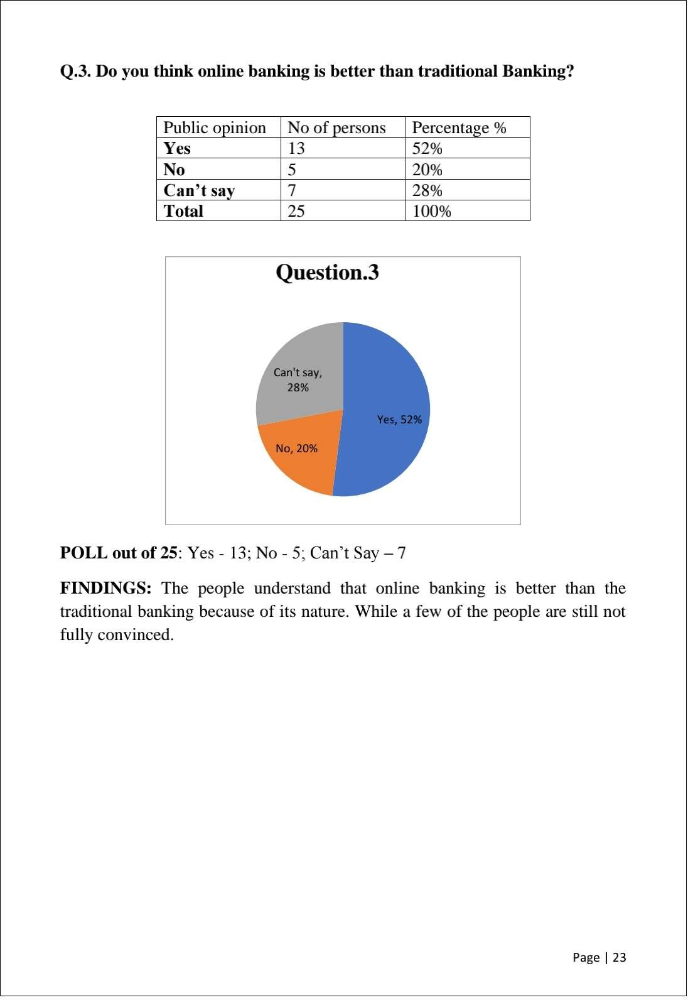 Q.3. Do you think online banking is better than traditional Banking?
Public opinion No of persons Percentage %
Yes 13 52%
No 5 20%
Can’t say 7 28%
Total 25 100%
Question.3
Can't say,
28%
Yes, 52%
No, 20%
POLL out of 25: Yes - 13; No - 5; Can’t Say – 7
FINDINGS: The people understand that online banking is better than the
traditional banking because of its nature. While a few of the people are still not
fully convinced.
Page | 23